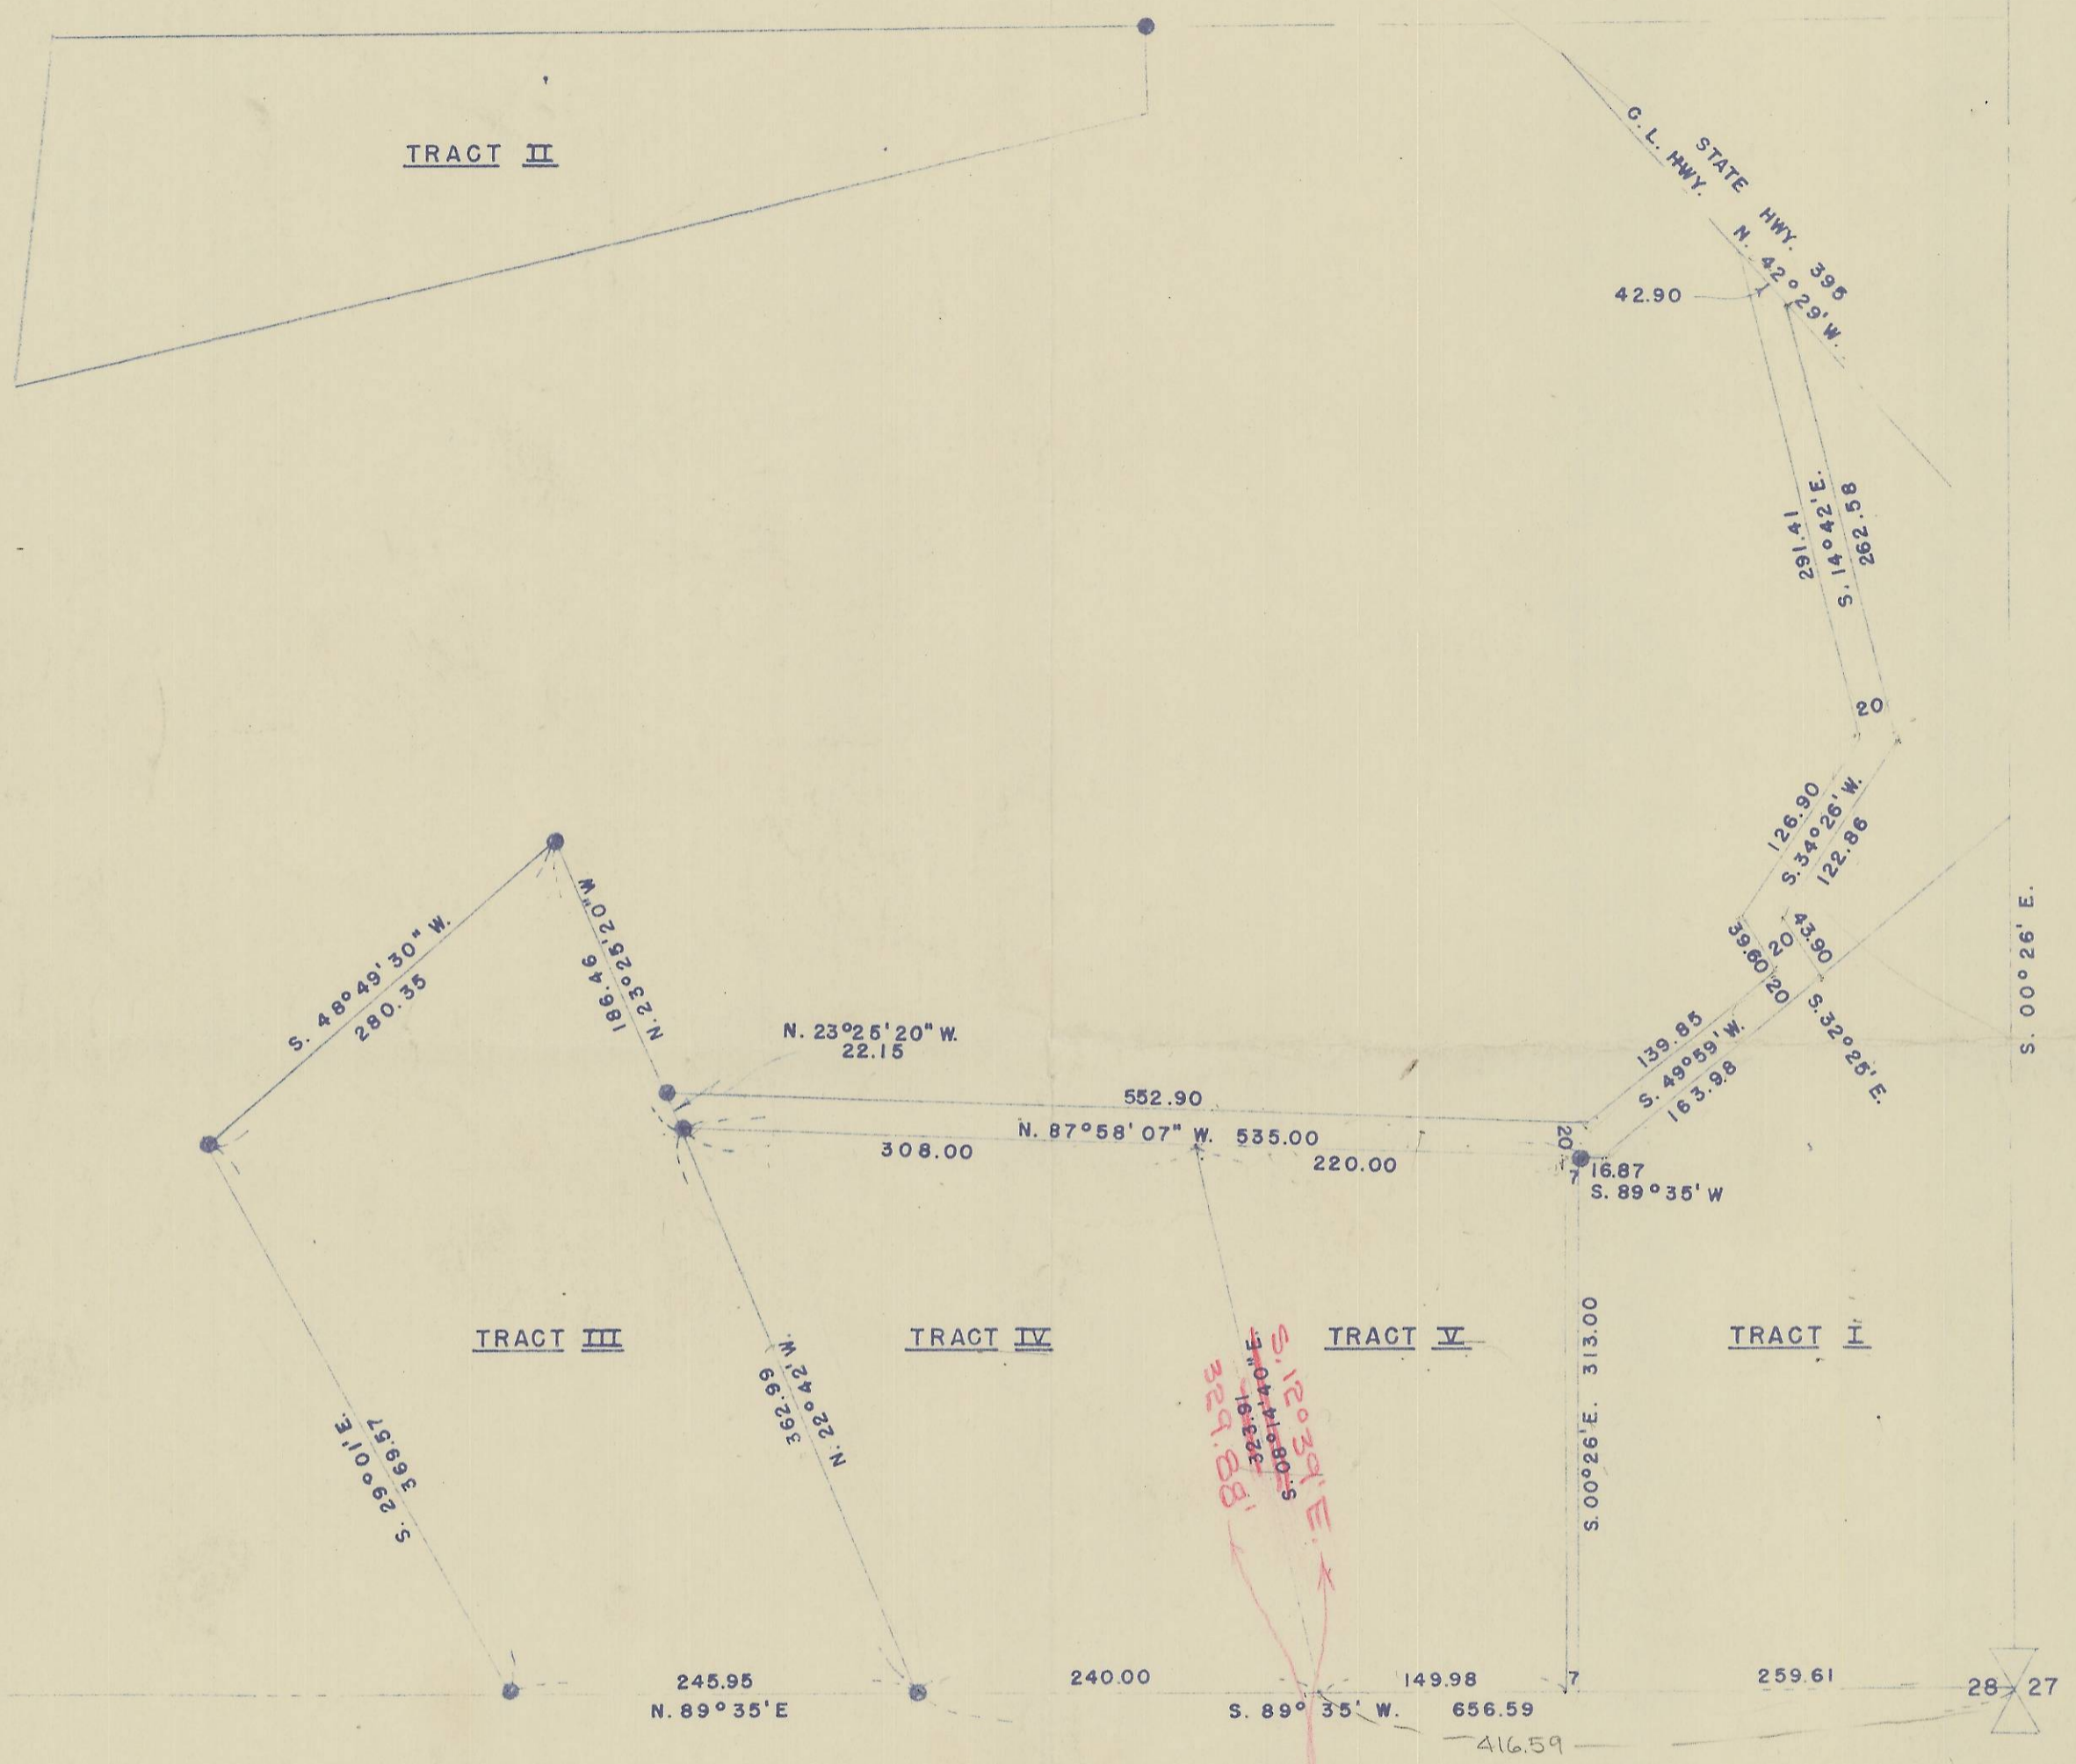 TRACT II
C. L. HWY.
STATE HWY. 395
N. 42°29' W.
42.90
291.41
S. 14°42' E.
262.58
20
126.90
S. 34°26' W.
122.86
39.60
20
43.90
20
S. 32°25' E.
139.85
S. 49°59' W.
163.98
S. 00°26' E.
S. 48°49'30" W.
280.35
186.46
N. 23°25'20" W
N. 23°25'20" W.
22.15
552.90
N. 87°58'07" W. 535.00
308.00
220.00
20
7
16.87
S. 89°35' W
TRACT III
TRACT IV
TRACT V
TRACT I
S. 29°01' E.
369.57
362.99
N. 22°42' W.
329.88'
323.91
S. 08°14'40" E.
S. 12°39' E.
S. 00°26' E. 313.00
245.95
N. 89°35' E
240.00
149.98
7
259.61
28
27
S. 89° 35' W. 656.59
416.59